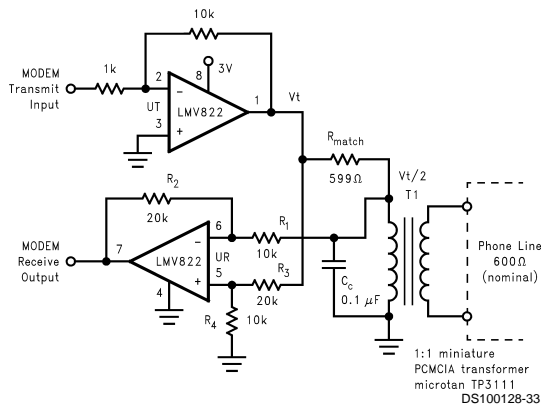 10k
1k
MODEM
Transmit
Input
2
8
3V
UT
LMV822
−
+
3
1
Vt
Rmatch
599Ω
Vt/2
T1
R2
20k
MODEM
Receive
Output
7
6
−
LMV822
UR
+
5
4
R1
10k
R3
20k
R4
10k
Cc
0.1 µF
Phone Line
600Ω
(nominal)
1:1 miniature
PCMCIA transformer
microtan TP3111
DS100128-33